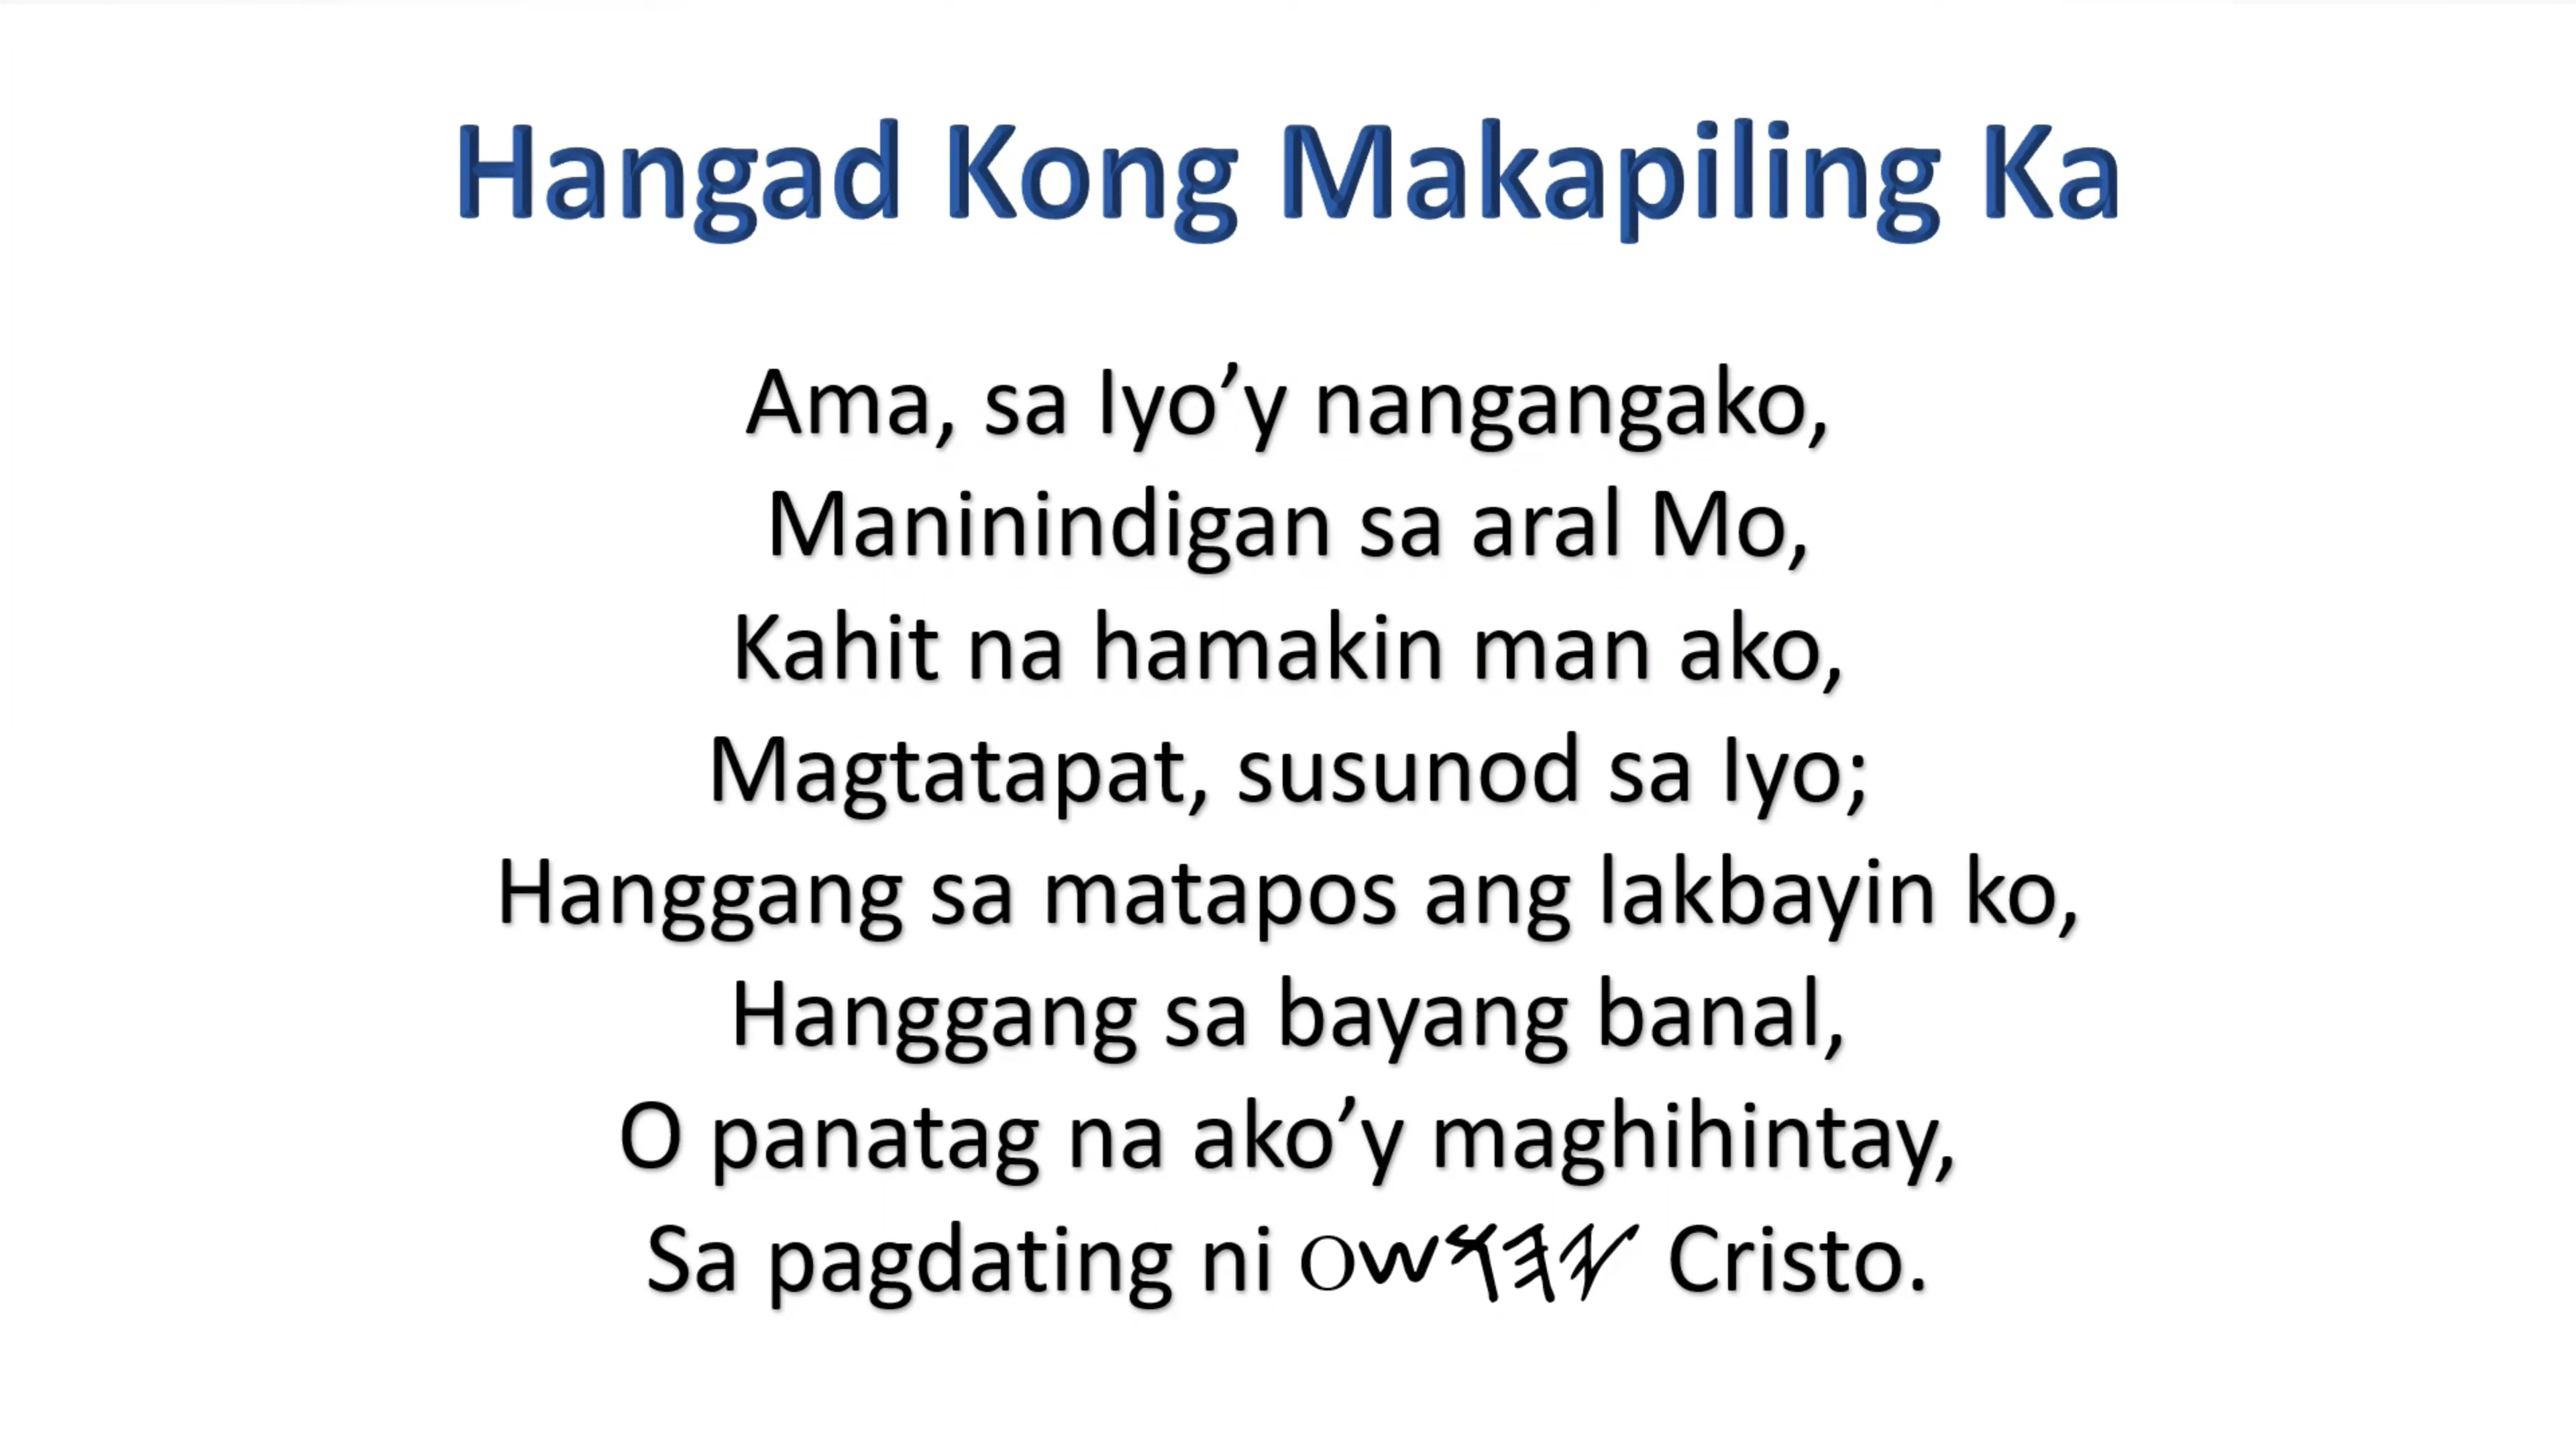 Hangad Kong Makapiling Ka
Ama, sa Iyo’y nangangako,
Maninindigan sa aral Mo,
Kahit na hamakin man ako,
Magtatapat, susunod sa Iyo;
Hanggang sa matapos ang lakbayin ko,
Hanggang sa bayang banal,
O panatag na ako’y maghihintay,
Sa pagdating ni 𐤉𐤄𐤅𐤔𐤏 Cristo.